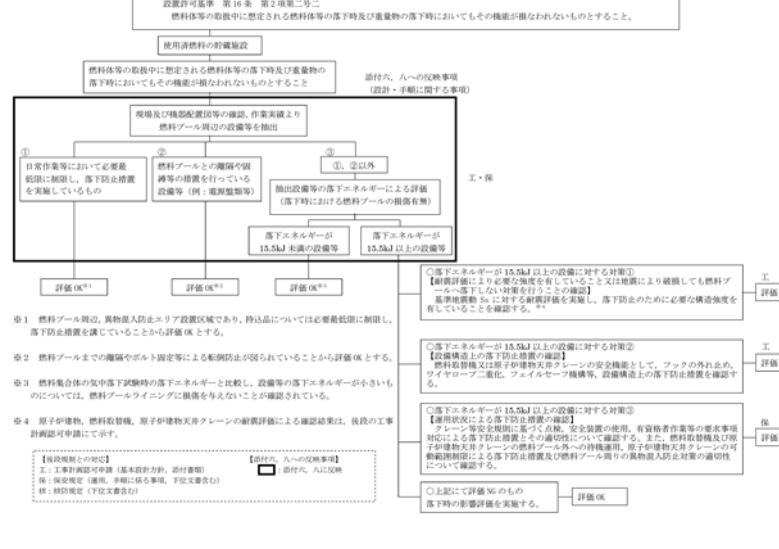 設置許可基準 第16条 第2項第二号ニ
燃料体等の取扱中に想定される燃料体等の落下時及び重量物の落下時においてもその機能が損なわれないものとすること。
使用済燃料の貯蔵施設
燃料体等の取扱中に想定される燃料体等の落下時及び重量物の
落下時においてもその機能が損なわれないものとすること
添付六、八への反映事項
(設計・手順に関する事項)
現場及び機器配置図等の確認、作業実績より
燃料プール周辺の設備等を抽出
①
日常作業等において必要最
低限に制限し、落下防止措置
を実施しているもの
②
燃料プールとの離隔や固
縛等の措置を行っている
設備等(例:電源盤類等)
③
①、②以外
抽出設備等の落下エネルギーによる評価
(落下時における燃料プールの損傷有無)
工・保
落下エネルギーが
15.5kJ 未満の設備等
落下エネルギーが
15.5kJ 以上の設備等
評価 OK※1
評価 OK※2
評価 OK※3
○落下エネルギーが 15.5kJ 以上の設備に対する対策①
【耐震評価により必要な強度を有していること又は地震により破損しても燃料プ
ールへ落下しない対策を行うことの確認】
基準地震動 Ss に対する耐震評価を実施し、落下防止のために必要な構造強度を
有していることを確認する。※4
工
評価
※1 燃料プール周辺、異物混入防止エリア設置区域であり、持込品については必要最低限に制限し、
落下防止措置を講じていることから評価 OK とする。
※2 燃料プールまでの離隔やボルト固定等による転倒防止が図られていることから評価 OK とする。
※3 燃料集合体の気中落下試験時の落下エネルギーと比較し、設備等の落下エネルギーが小さいも
のについては、燃料プールライニングに損傷を与えないことが確認されている。
※4 原子炉建物、燃料取替機、原子炉建物天井クレーンの耐震評価による確認結果は、後段の工事
計画認可申請にて示す。
○落下エネルギーが 15.5kJ 以上の設備に対する対策②
【設備構造上の落下防止措置の確認】
燃料取替機又は原子炉建物天井クレーンの安全機能として、フックの外れ止め、
ワイヤロープ二重化、フェイルセーフ機構等、設備構造上の落下防止措置を確認す
る。
工
評価
○落下エネルギーが 15.5kJ 以上の設備に対する対策③
【運用状況による落下防止措置の確認】
クレーン等安全規則に基づく点検、安全装置の使用、有資格者作業等の要求事項
対応による落下防止措置とその適切性について確認する。また、燃料取替機及び原
子炉建物天井クレーンの燃料プール外への待機運用、原子炉建物天井クレーンの可
動範囲制限による落下防止措置及び燃料プール周りの異物混入防止対策の適切性
について確認する。
保
評価
【後段規制との対応】
工:工事計画認可申請(基本設計方針、添付書類)
保:保安規定(運用、手順に係る事項、下位文書含む)
核:核防規定(下位文書含む)
【添付六、八への反映事項】
:添付六、八に反映
○上記にて評価 NG のもの
落下時の影響評価を実施する。
評価 OK